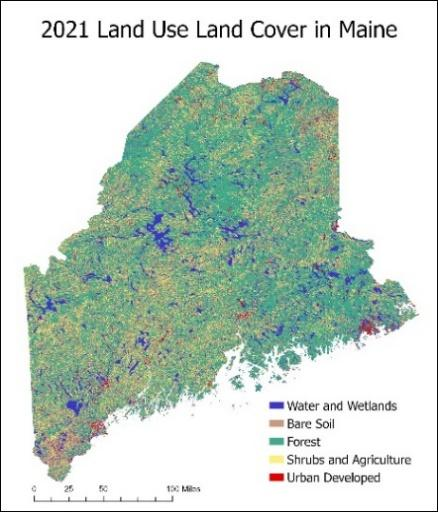 2021 Land Use Land Cover in Maine
Water and Wetlands
Bare Soil
Forest
Shrubs and Agriculture
Urban Developed
0 25 50 100 Miles